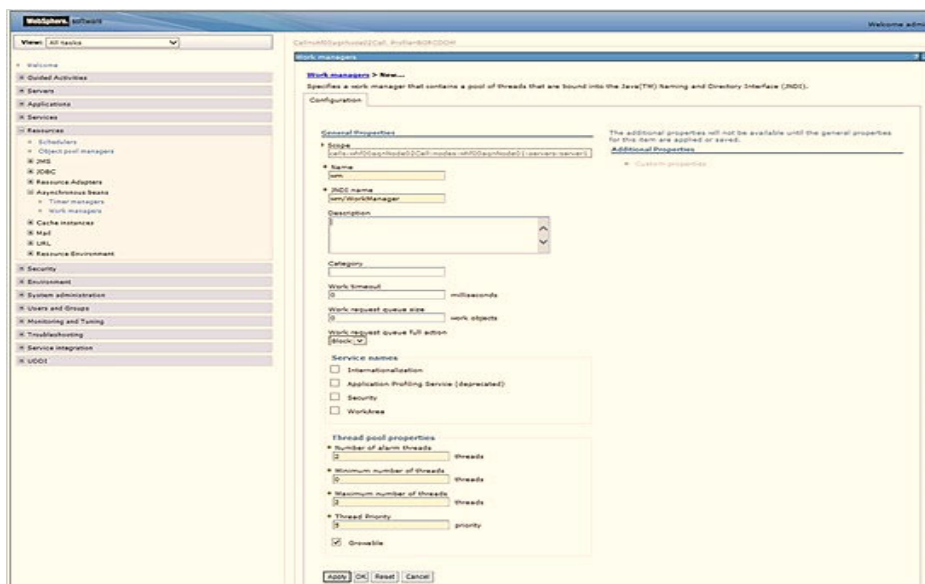 WebSphere. software
Welcome admi
View: All tasks
Welcome
Guided Activities
Servers
Applications
Services
Resources
Schedulers
Object pool managers
JMS
JDBC
Resource Adapters
Asynchronous beans
Timer managers
Work managers
Cache instances
Mail
URL
Resource Environment
Security
Environment
System administration
Users and Groups
Monitoring and Tuning
Troubleshooting
Service integration
UDDI
Work managers
?
Work managers > New...
Specifies a work manager that contains a pool of threads that are bound into the Java(TM) Naming and Directory Interface (JNDI).
Configuration
General Properties
* Scope
* Name
wm
* JNDI name
wm/WorkManager
Description
Category
Work timeout
0 milliseconds
Work request queue size
0 work objects
Work request queue full action
Block
Service names
Internationalization
Application Profiling Service (deprecated)
Security
WorkArea
Thread pool properties
* Number of alarm threads
2 threads
* Minimum number of threads
0 threads
* Maximum number of threads
2 threads
* Thread Priority
5 priority
Growable
Apply OK Reset Cancel
The additional properties will not be available until the general properties for this item are applied or saved.
Additional Properties
Custom properties